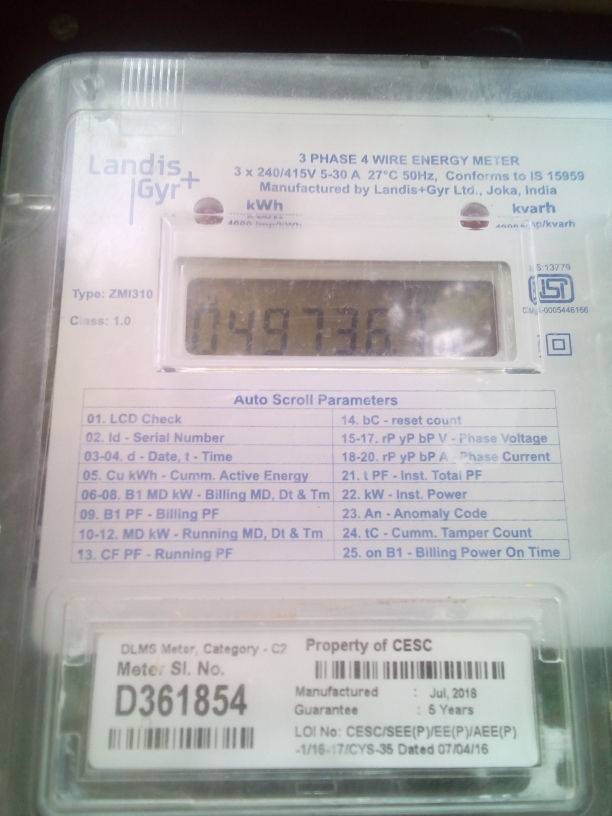 Landis
Gyr+
3 PHASE 4 WIRE ENERGY METER
3 x 240/415V 5-30 A 27°C 50Hz, Conforms to IS 15959
Manufactured by Landis+Gyr Ltd., Joka, India
kWh
kvarh
Type: ZMI310
Class: 1.0
049736.
Auto Scroll Parameters
01. LCD Check
02. Id - Serial Number
03-04. d - Date, t - Time
05. Cu kWh - Cumm. Active Energy
06-08. B1 MD kW - Billing MD, Dt & Tm
09. B1 PF - Billing PF
10-12. MD kW - Running MD, Dt & Tm
13. CF PF - Running PF
14. bC - reset count
15-17. rP yP bP V - Phase Voltage
18-20. rP yP bP A - Phase Current
21. t PF - Inst. Total PF
22. kW - Inst. Power
23. An - Anomaly Code
24. tC - Cumm. Tamper Count
25. on B1 - Billing Power On Time
DLMS Meter, Category - C2
Property of CESC
Meter Sl. No.
D361854
Manufactured : Jul, 2018
Guarantee : 5 Years
LOI No: CESC/SEE(P)/EE(P)/AEE(P)
-1/16-17/CYS-35 Dated 07/04/16